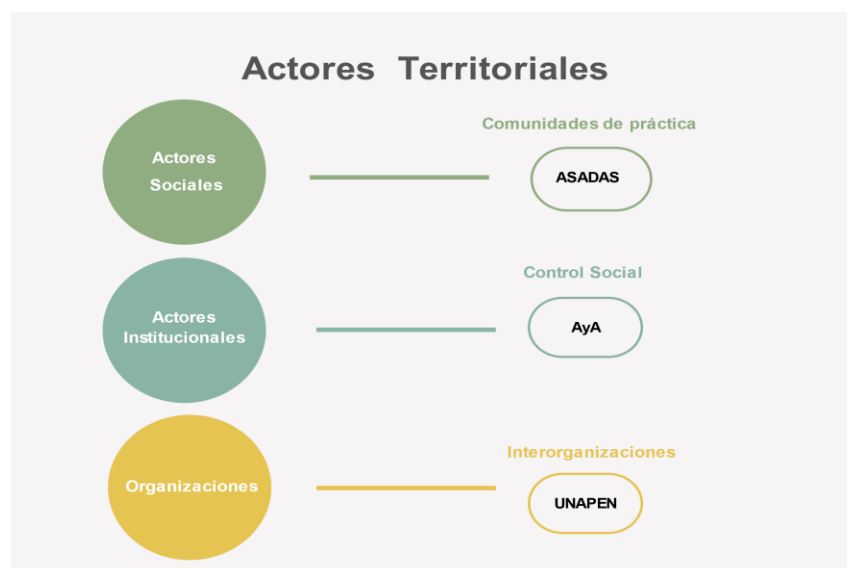 Actores Territoriales
Comunidades de práctica
Actores
Sociales
ASADAS
Control Social
Actores
Institucionales
AyA
Interorganizaciones
Organizaciones
UNAPEN